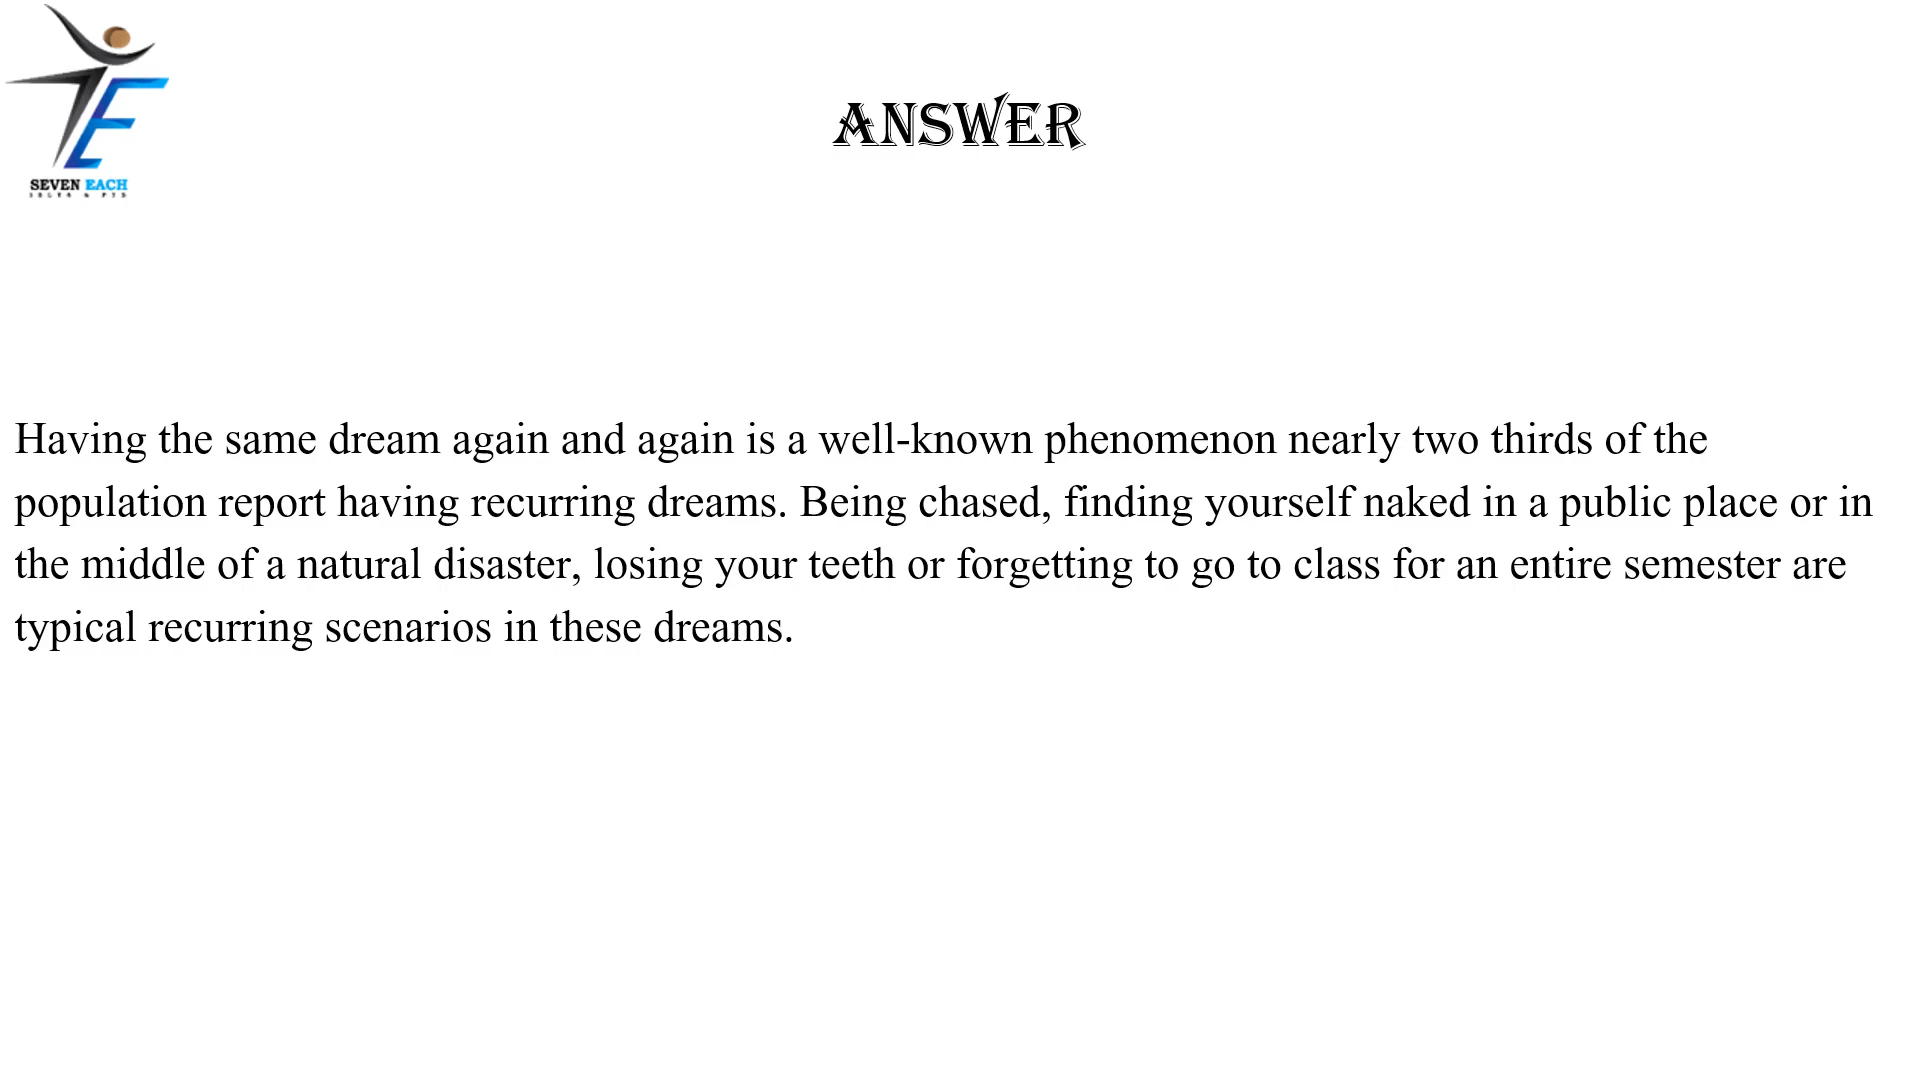 SEVEN EACH
ANSWER
Having the same dream again and again is a well-known phenomenon nearly two thirds of the
population report having recurring dreams. Being chased, finding yourself naked in a public place or in
the middle of a natural disaster, losing your teeth or forgetting to go to class for an entire semester are
typical recurring scenarios in these dreams.